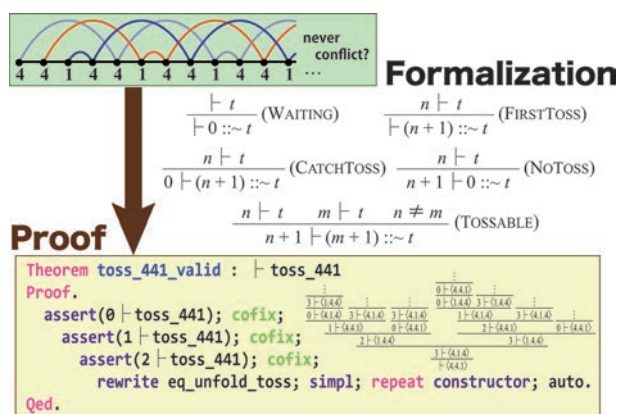 never
conflict?
4 4 1 4 4 1 4 4 1 4 4 1 ...
Formalization
⊢ t
⊢ 0 ::~ t (WAITING)
n ⊢ t
⊢ (n + 1) ::~ t (FIRSTTOSS)
n ⊢ t
0 ⊢ (n + 1) ::~ t (CATCHTOSS)
n ⊢ t
n + 1 ⊢ 0 ::~ t (NOTOSS)
n ⊢ t m ⊢ t n ≠ m
n + 1 ⊢ (m + 1) ::~ t (TOSSABLE)
Proof
Theorem toss_441_valid : ⊢ toss_441
Proof.
assert(0 ⊢ toss_441); cofix;
assert(1 ⊢ toss_441); cofix;
assert(2 ⊢ toss_441); cofix;
rewrite eq_unfold_toss; simpl; repeat constructor; auto.
Qed.